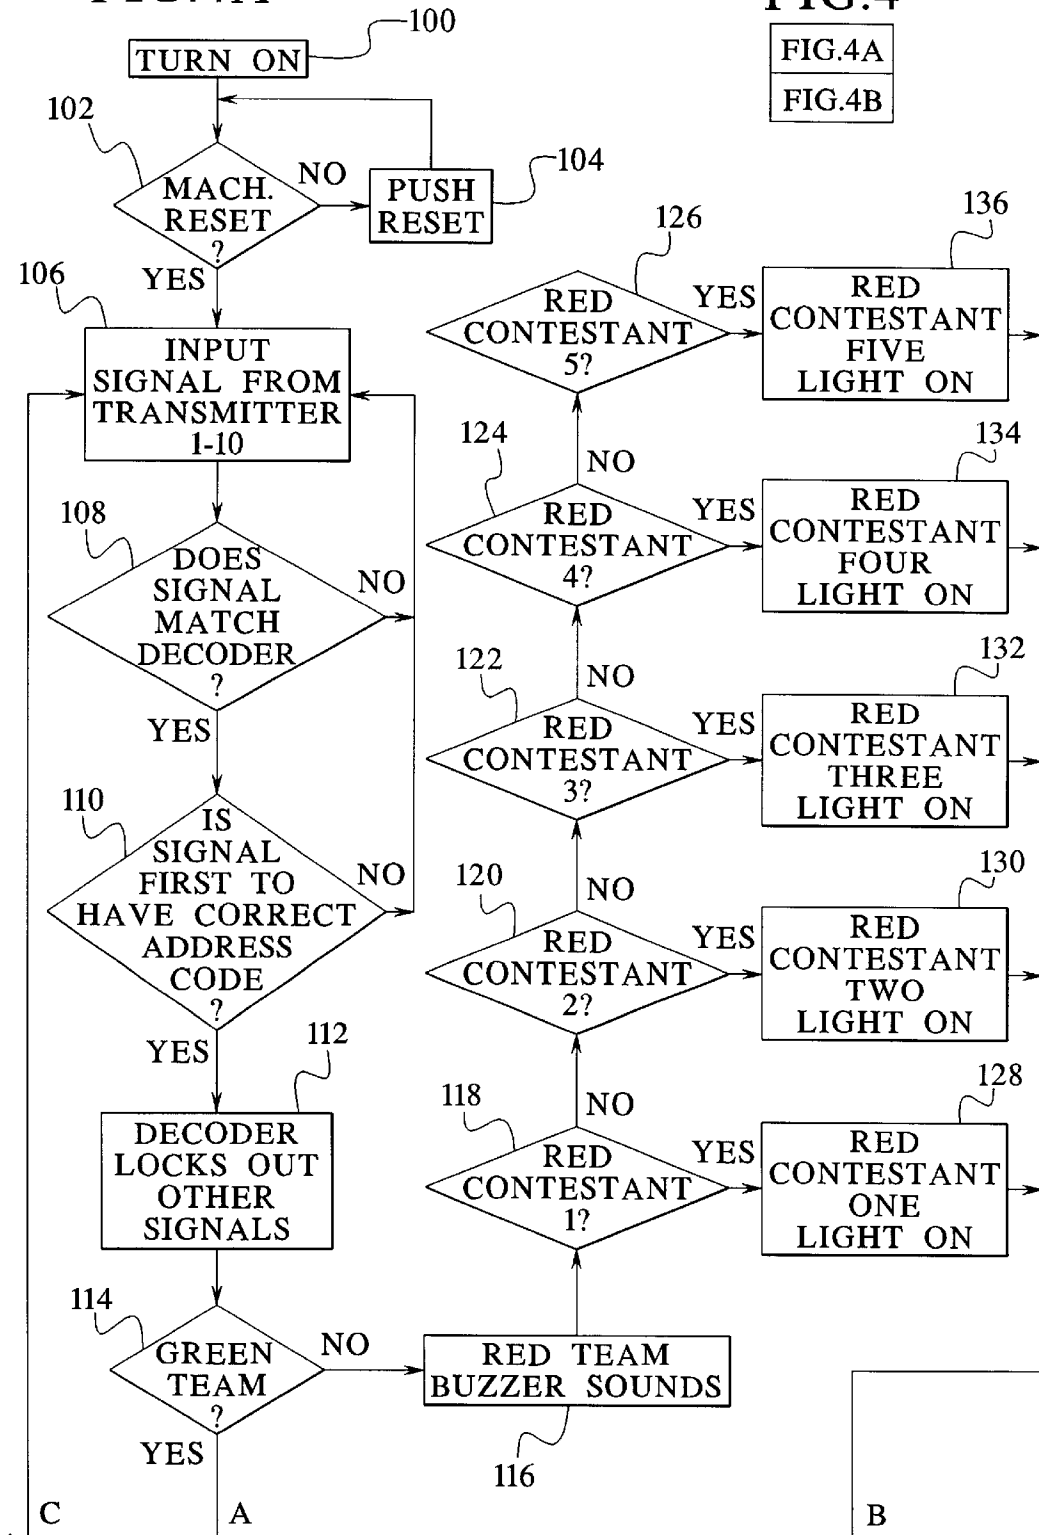 FIG.4
FIG.4A
FIG.4B
100
TURN ON
102
MACH.
RESET
?
NO
YES
104
PUSH
RESET
106
INPUT
SIGNAL FROM
TRANSMITTER
1-10
108
DOES
SIGNAL
MATCH
DECODER
?
NO
YES
110
IS
SIGNAL
FIRST TO
HAVE CORRECT
ADDRESS
CODE
?
NO
YES
112
DECODER
LOCKS OUT
OTHER
SIGNALS
114
GREEN
TEAM
?
NO
YES
C
A
RED TEAM
BUZZER SOUNDS
116
126
RED
CONTESTANT
5?
YES
136
RED
CONTESTANT
FIVE
LIGHT ON
124
NO
RED
CONTESTANT
4?
YES
134
RED
CONTESTANT
FOUR
LIGHT ON
122
NO
RED
CONTESTANT
3?
YES
132
RED
CONTESTANT
THREE
LIGHT ON
120
NO
RED
CONTESTANT
2?
YES
130
RED
CONTESTANT
TWO
LIGHT ON
118
NO
RED
CONTESTANT
1?
YES
128
RED
CONTESTANT
ONE
LIGHT ON
B